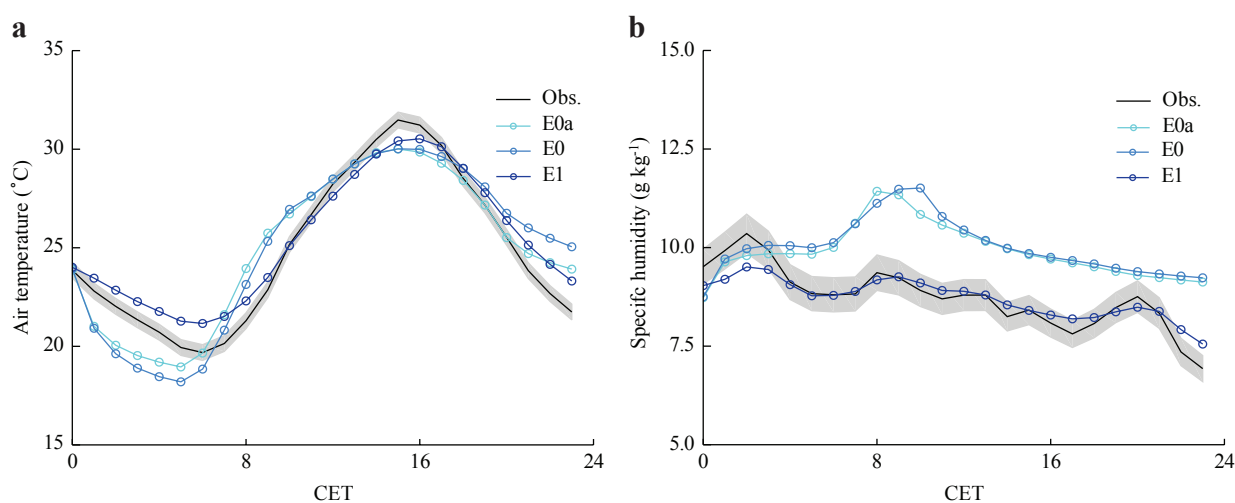 a
35
30
25
20
15
Air temperature (˚C)
0
8
16
24
CET
Obs.
E0a
E0
E1
b
15.0
12.5
10.0
7.5
5.0
Specifc humidity (g kg-1)
0
8
16
24
CET
Obs.
E0a
E0
E1